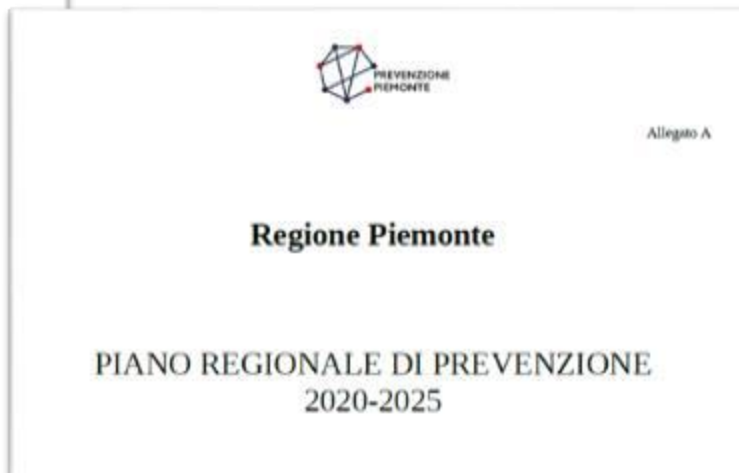 PREVENZIONE
PIEMONTE
Allegato A
Regione Piemonte
PIANO REGIONALE DI PREVENZIONE
2020-2025